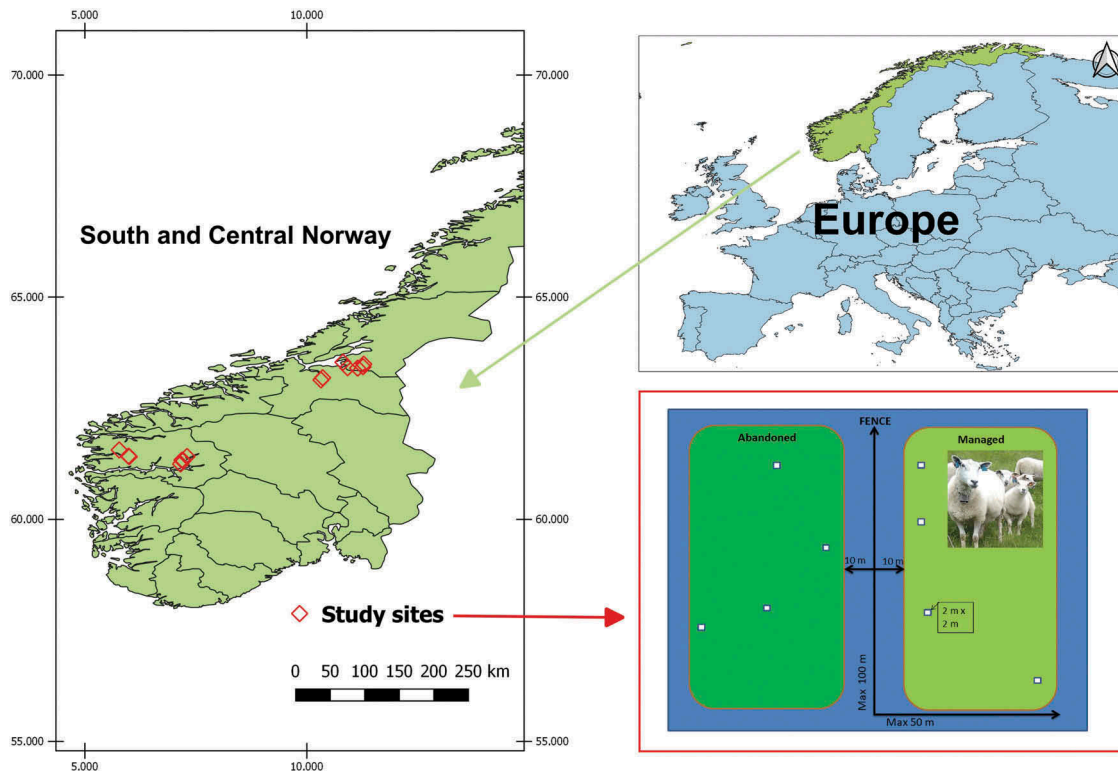 5.000
10.000
70.000
70.000
South and Central Norway
65.000
65.000
60.000
60.000
Study sites
0 50 100 150 200 250 km
55.000
55.000
5.000
10.000
Europe
FENCE
Abandoned
Managed
10 m
10 m
2 m x
2 m
Max 100 m
Max 50 m